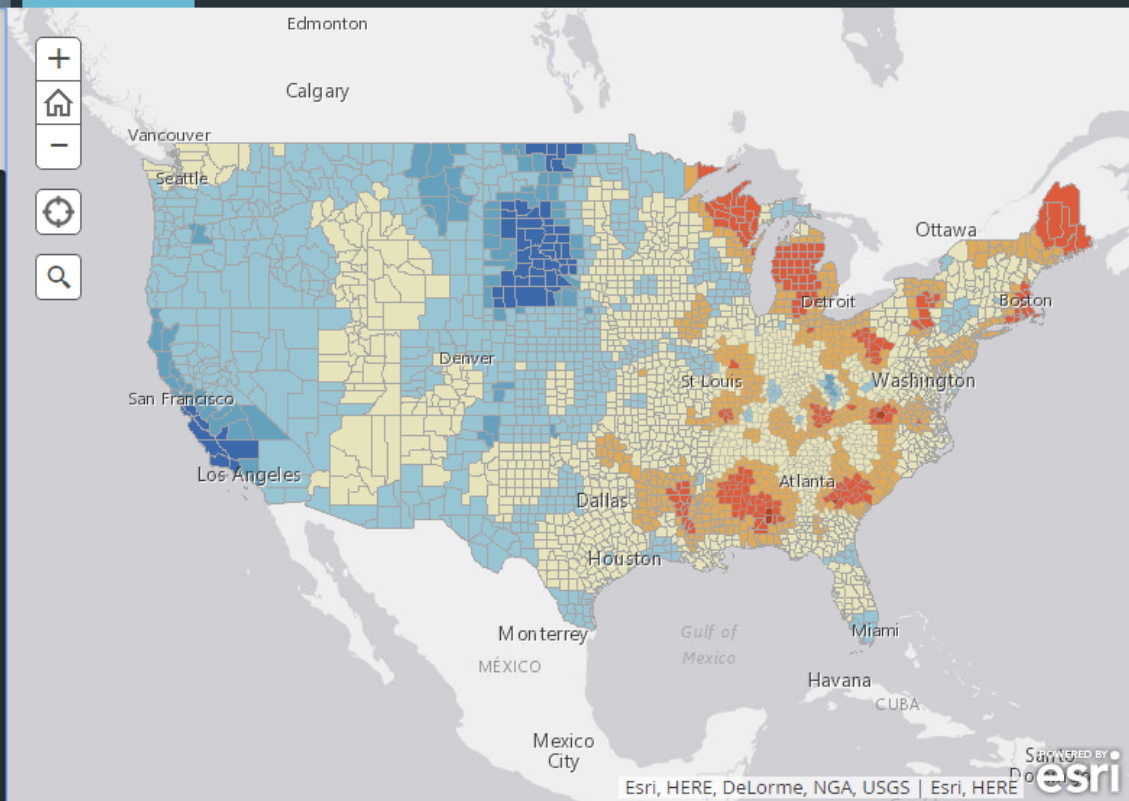 Edmonton
Calgary
Vancouver
Seattle
Ottawa
Detroit
Boston
Denver
St Louis
Washington
San Francisco
Los Angeles
Atlanta
Dallas
Houston
Miami
Monterrey
Gulf of
Mexico
MÉXICO
Havana
CUBA
Mexico
City
Santo
POWERED BY
esri
Esri, HERE, DeLorme, NGA, USGS | Esri, HERE